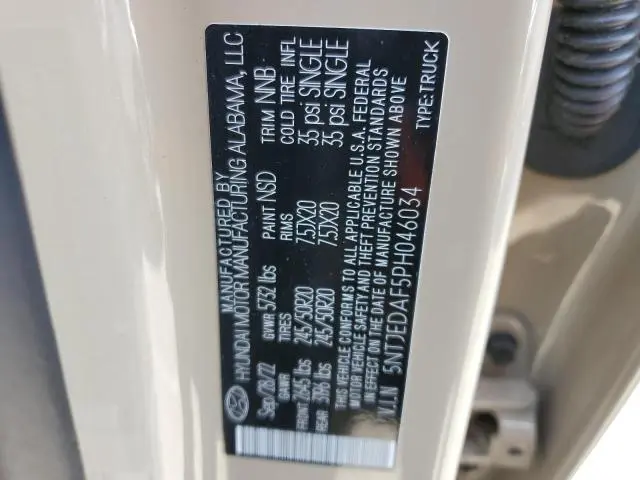 MANUFACTURED BY
HYUNDAI MOTOR MANUFACTURING ALABAMA, LLC
Sep/28/22 GVWR 5732 lbs PAINT NSD TRIM NNB
GAWR TIRES RIMS COLD TIRE INFL
FRONT 2645 lbs 245/50R20 7.5JX20 35 psi SINGLE
REAR 3086 lbs 245/50R20 7.5JX20 35 psi SINGLE
THIS VEHICLE CONFORMS TO ALL APPLICABLE U.S.A. FEDERAL
MOTOR VEHICLE SAFETY AND THEFT PREVENTION STANDARDS
IN EFFECT ON THE DATE OF MANUFACTURE SHOWN ABOVE
V.I.N 5NTJEDAF5PH046034 TYPE:TRUCK